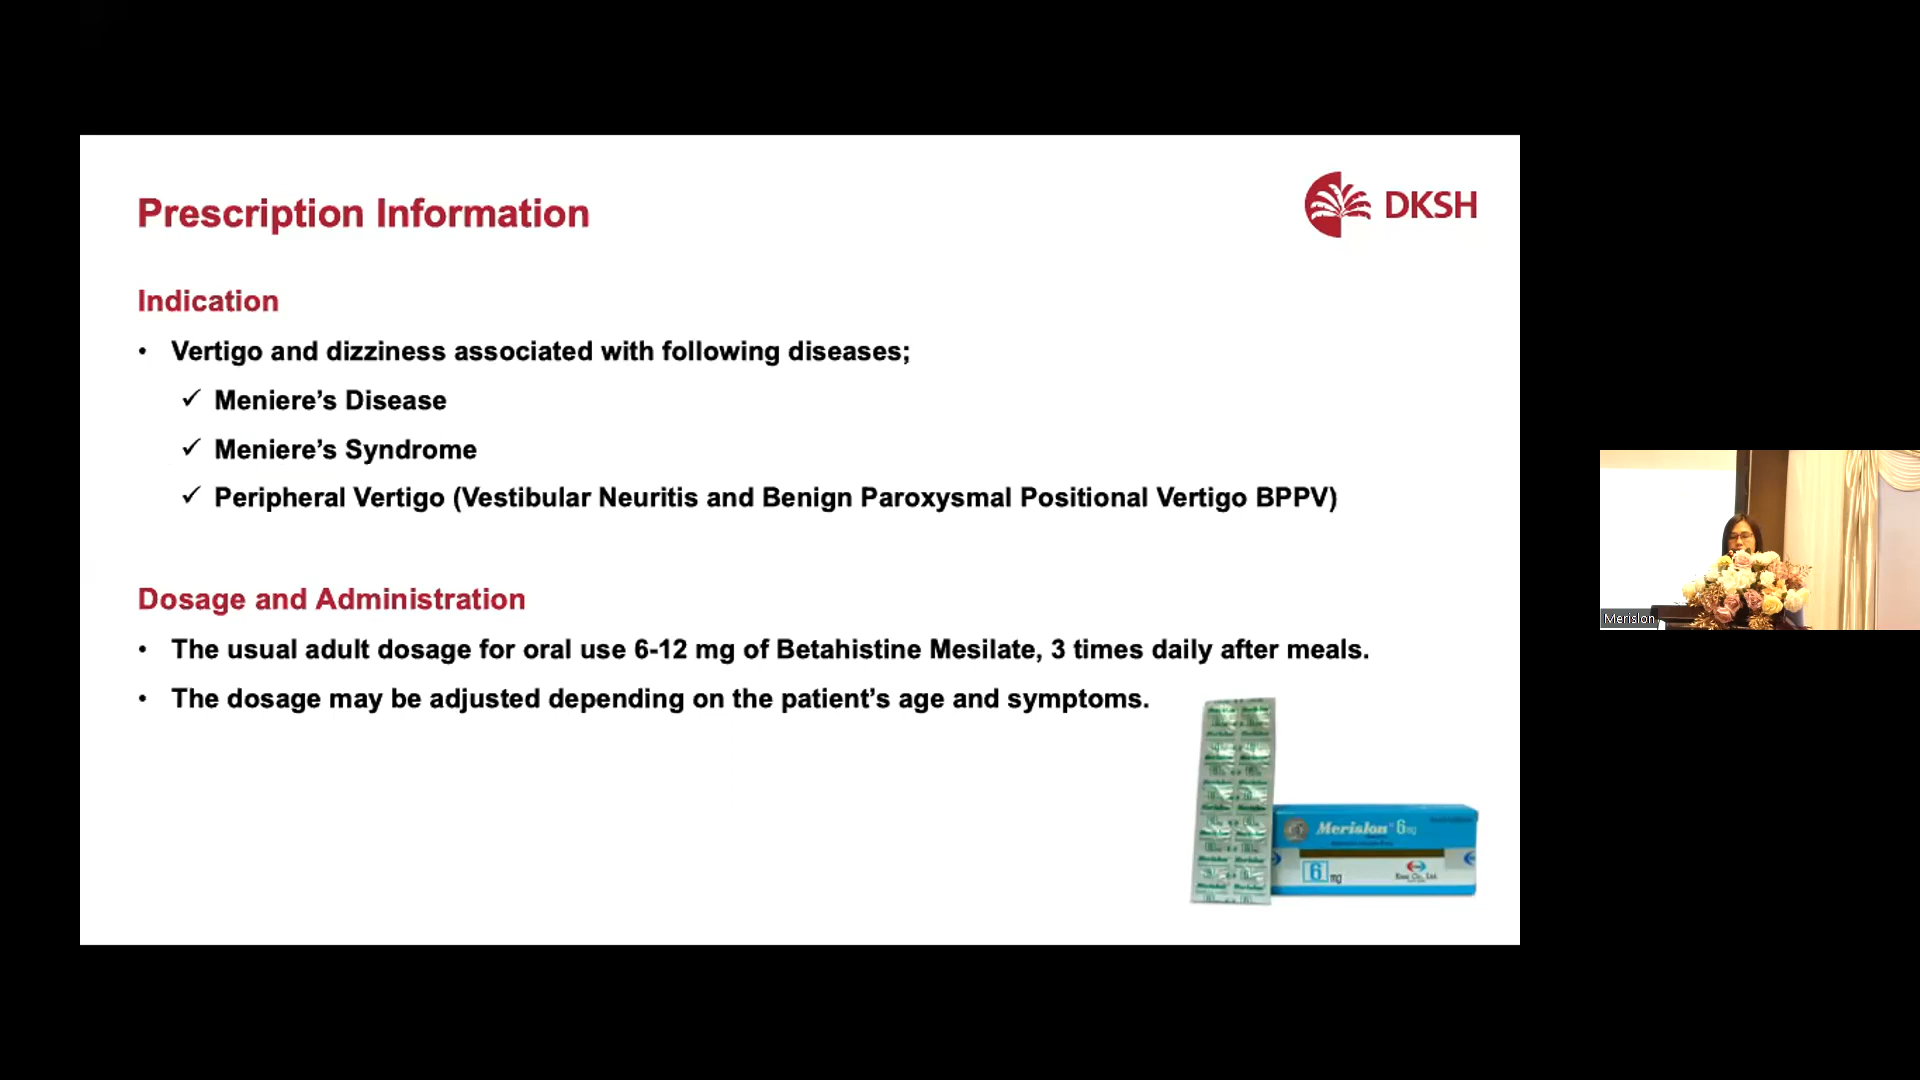 Prescription Information
DKSH
Indication
• Vertigo and dizziness associated with following diseases;
✓ Meniere’s Disease
✓ Meniere’s Syndrome
✓ Peripheral Vertigo (Vestibular Neuritis and Benign Paroxysmal Positional Vertigo BPPV)
Dosage and Administration
• The usual adult dosage for oral use 6-12 mg of Betahistine Mesilate, 3 times daily after meals.
• The dosage may be adjusted depending on the patient’s age and symptoms.
Merislon® 6mg
6 mg
Merislon